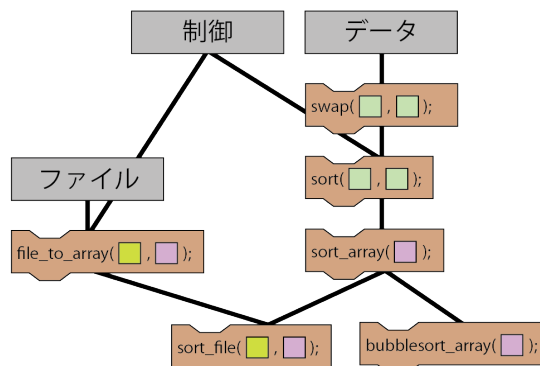 制御
データ
swap( , );
sort( , );
ファイル
file_to_array( , );
sort_array( );
sort_file( , );
bubblesort_array( );